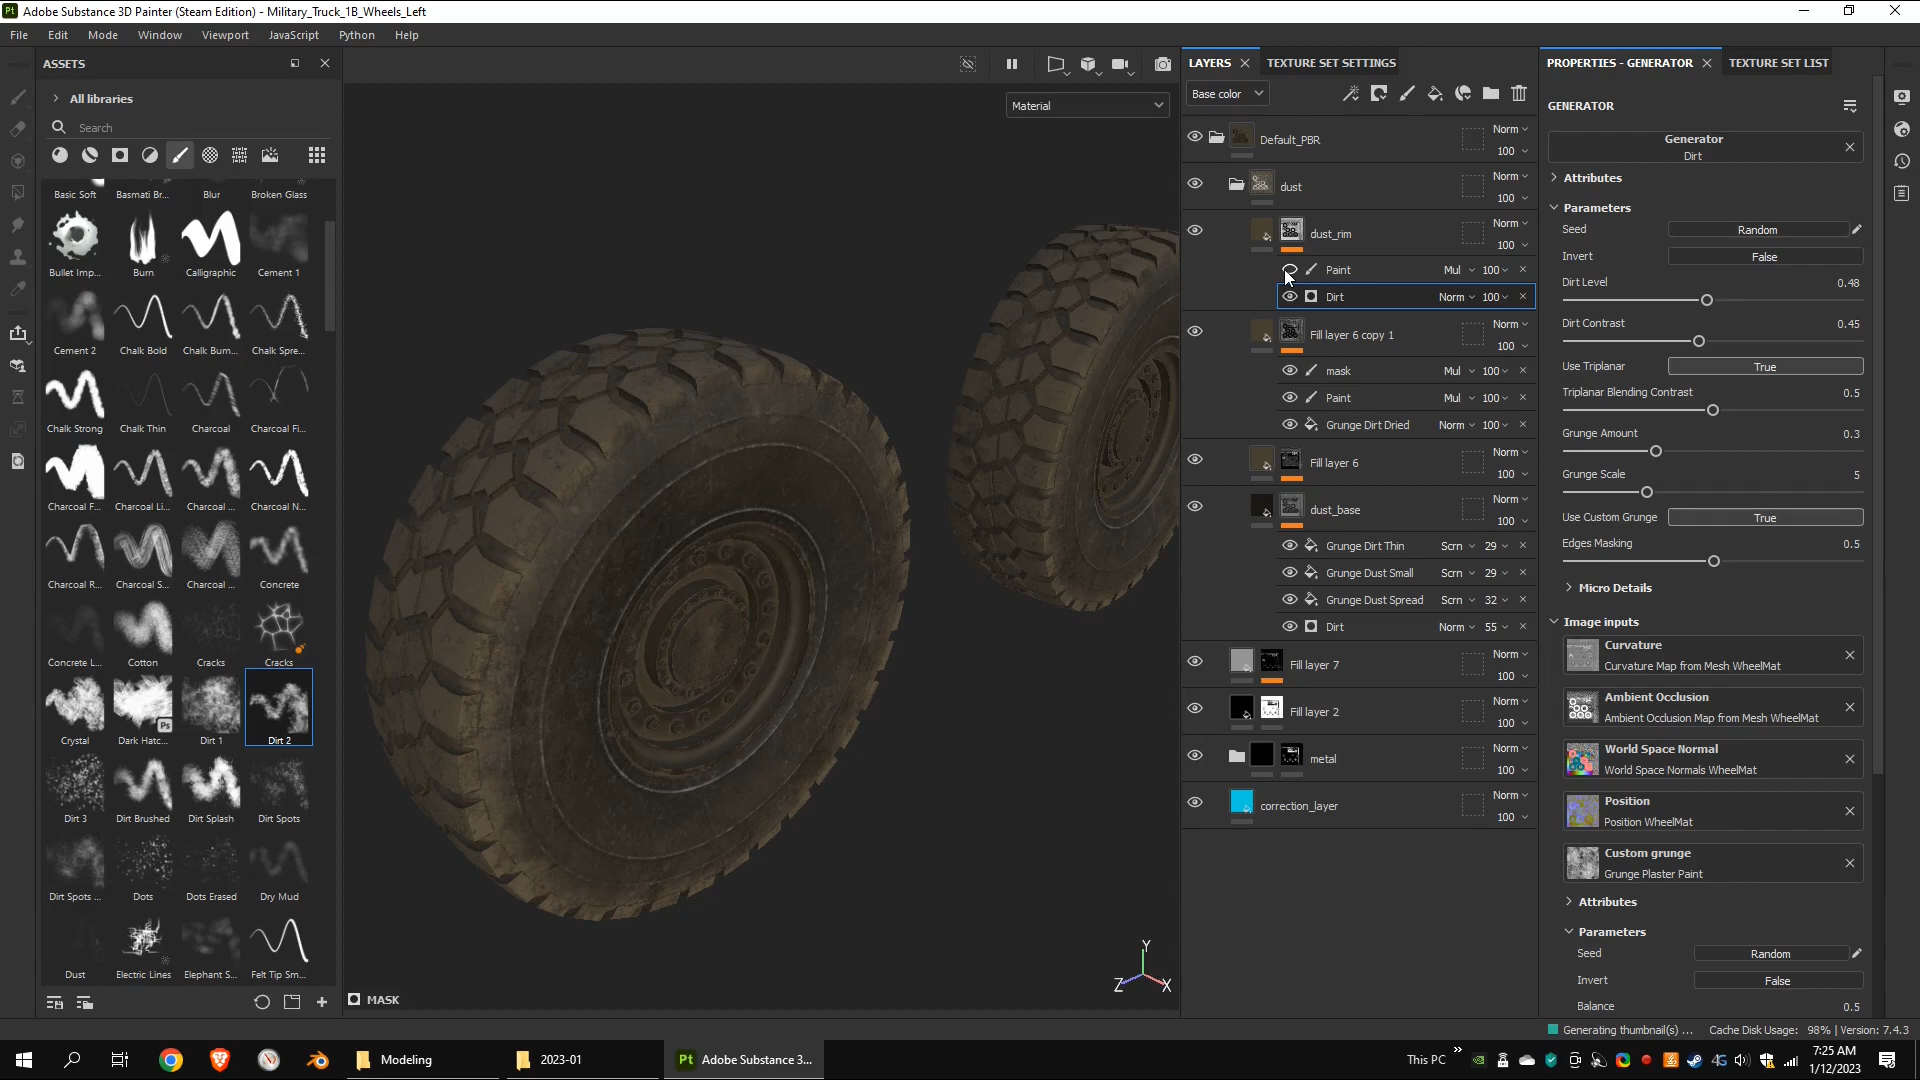 Adobe Substance 3D Painter (Steam Edition) - Military_Truck_1B_Wheels_Left
File Edit Mode Window Viewport JavaScript Python Help
ASSETS
All libraries
Search
Basic Soft Basmati Br... Blur Broken Glass
Bullet Imp... Burn Calligraphic Cement 1
Cement 2 Chalk Bold Chalk Bum... Chalk Spre...
Chalk Strong Chalk Thin Charcoal Charcoal Fi...
Charcoal F... Charcoal Li... Charcoal ... Charcoal N...
Charcoal R... Charcoal S... Charcoal ... Concrete
Concrete L... Cotton Cracks Cracks
Crystal Dark Hatc... Dirt 1 Dirt 2
Dirt 3 Dirt Brushed Dirt Splash Dirt Spots
Dirt Spots ... Dots Dots Erased Dry Mud
Dust Electric Lines Elephant S... Felt Tip Sm...
Material
Y
Z X
MASK
LAYERS TEXTURE SET SETTINGS
Base color
Default_PBR Norm 100
dust Norm 100
dust_rim Norm 100
Paint Mul 100
Dirt Norm 100
Fill layer 6 copy 1 Norm 100
mask Mul 100
Paint Mul 100
Grunge Dirt Dried Norm 100
Fill layer 6 Norm 100
dust_base Norm 100
Grunge Dirt Thin Scrn 29
Grunge Dust Small Scrn 29
Grunge Dust Spread Scrn 32
Dirt Norm 55
Fill layer 7 Norm 100
Fill layer 2 Norm 100
metal Norm 100
correction_layer Norm 100
PROPERTIES - GENERATOR TEXTURE SET LIST
GENERATOR
Generator
Dirt
Attributes
Parameters
Seed Random
Invert False
Dirt Level 0.48
Dirt Contrast 0.45
Use Triplanar True
Triplanar Blending Contrast 0.5
Grunge Amount 0.3
Grunge Scale 5
Use Custom Grunge True
Edges Masking 0.5
Micro Details
Image inputs
Curvature
Curvature Map from Mesh WheelMat
Ambient Occlusion
Ambient Occlusion Map from Mesh WheelMat
World Space Normal
World Space Normals WheelMat
Position
Position WheelMat
Custom grunge
Grunge Plaster Paint
Attributes
Parameters
Seed Random
Invert False
Balance 0.5
Generating thumbnail(s) ... Cache Disk Usage: 98% | Version: 7.4.3
Modeling 2023-01 Pt Adobe Substance 3... This PC 4G 7:25 AM
1/12/2023